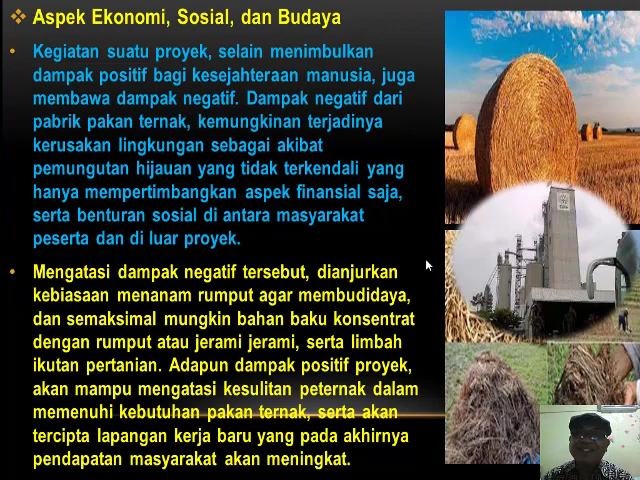 Aspek Ekonomi, Sosial, dan Budaya
Kegiatan suatu proyek, selain menimbulkan
dampak positif bagi kesejahteraan manusia, juga
membawa dampak negatif. Dampak negatif dari
pabrik pakan ternak, kemungkinan terjadinya
kerusakan lingkungan sebagai akibat
pemungutan hijauan yang tidak terkendali yang
hanya mempertimbangkan aspek finansial saja,
serta benturan sosial di antara masyarakat
peserta dan di luar proyek.
Mengatasi dampak negatif tersebut, dianjurkan
kebiasaan menanam rumput agar membudidaya,
dan semaksimal mungkin bahan baku konsentrat
dengan rumput atau jerami jerami, serta limbah
ikutan pertanian. Adapun dampak positif proyek,
akan mampu mengatasi kesulitan peternak dalam
memenuhi kebutuhan pakan ternak, serta akan
tercipta lapangan kerja baru yang pada akhirnya
pendapatan masyarakat akan meningkat.